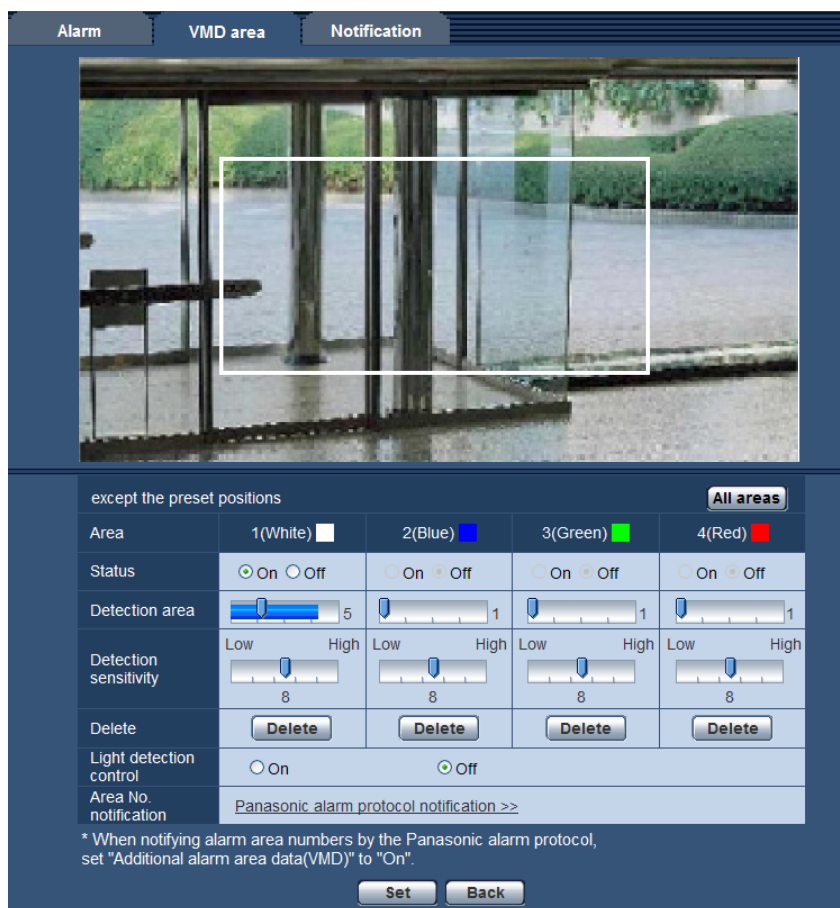 Alarm VMD area Notification
except the preset positions All areas
Area 1(White) 2(Blue) 3(Green) 4(Red)
Status On Off On Off On Off On Off
Detection area 5 1 1 1
Low High Low High Low High Low High
Detection
sensitivity
8 8 8 8
Delete Delete Delete Delete Delete
Light detection
control
On Off
Area No.
notification
Panasonic alarm protocol notification >>
* When notifying alarm area numbers by the Panasonic alarm protocol,
set "Additional alarm area data(VMD)" to "On".
Set Back